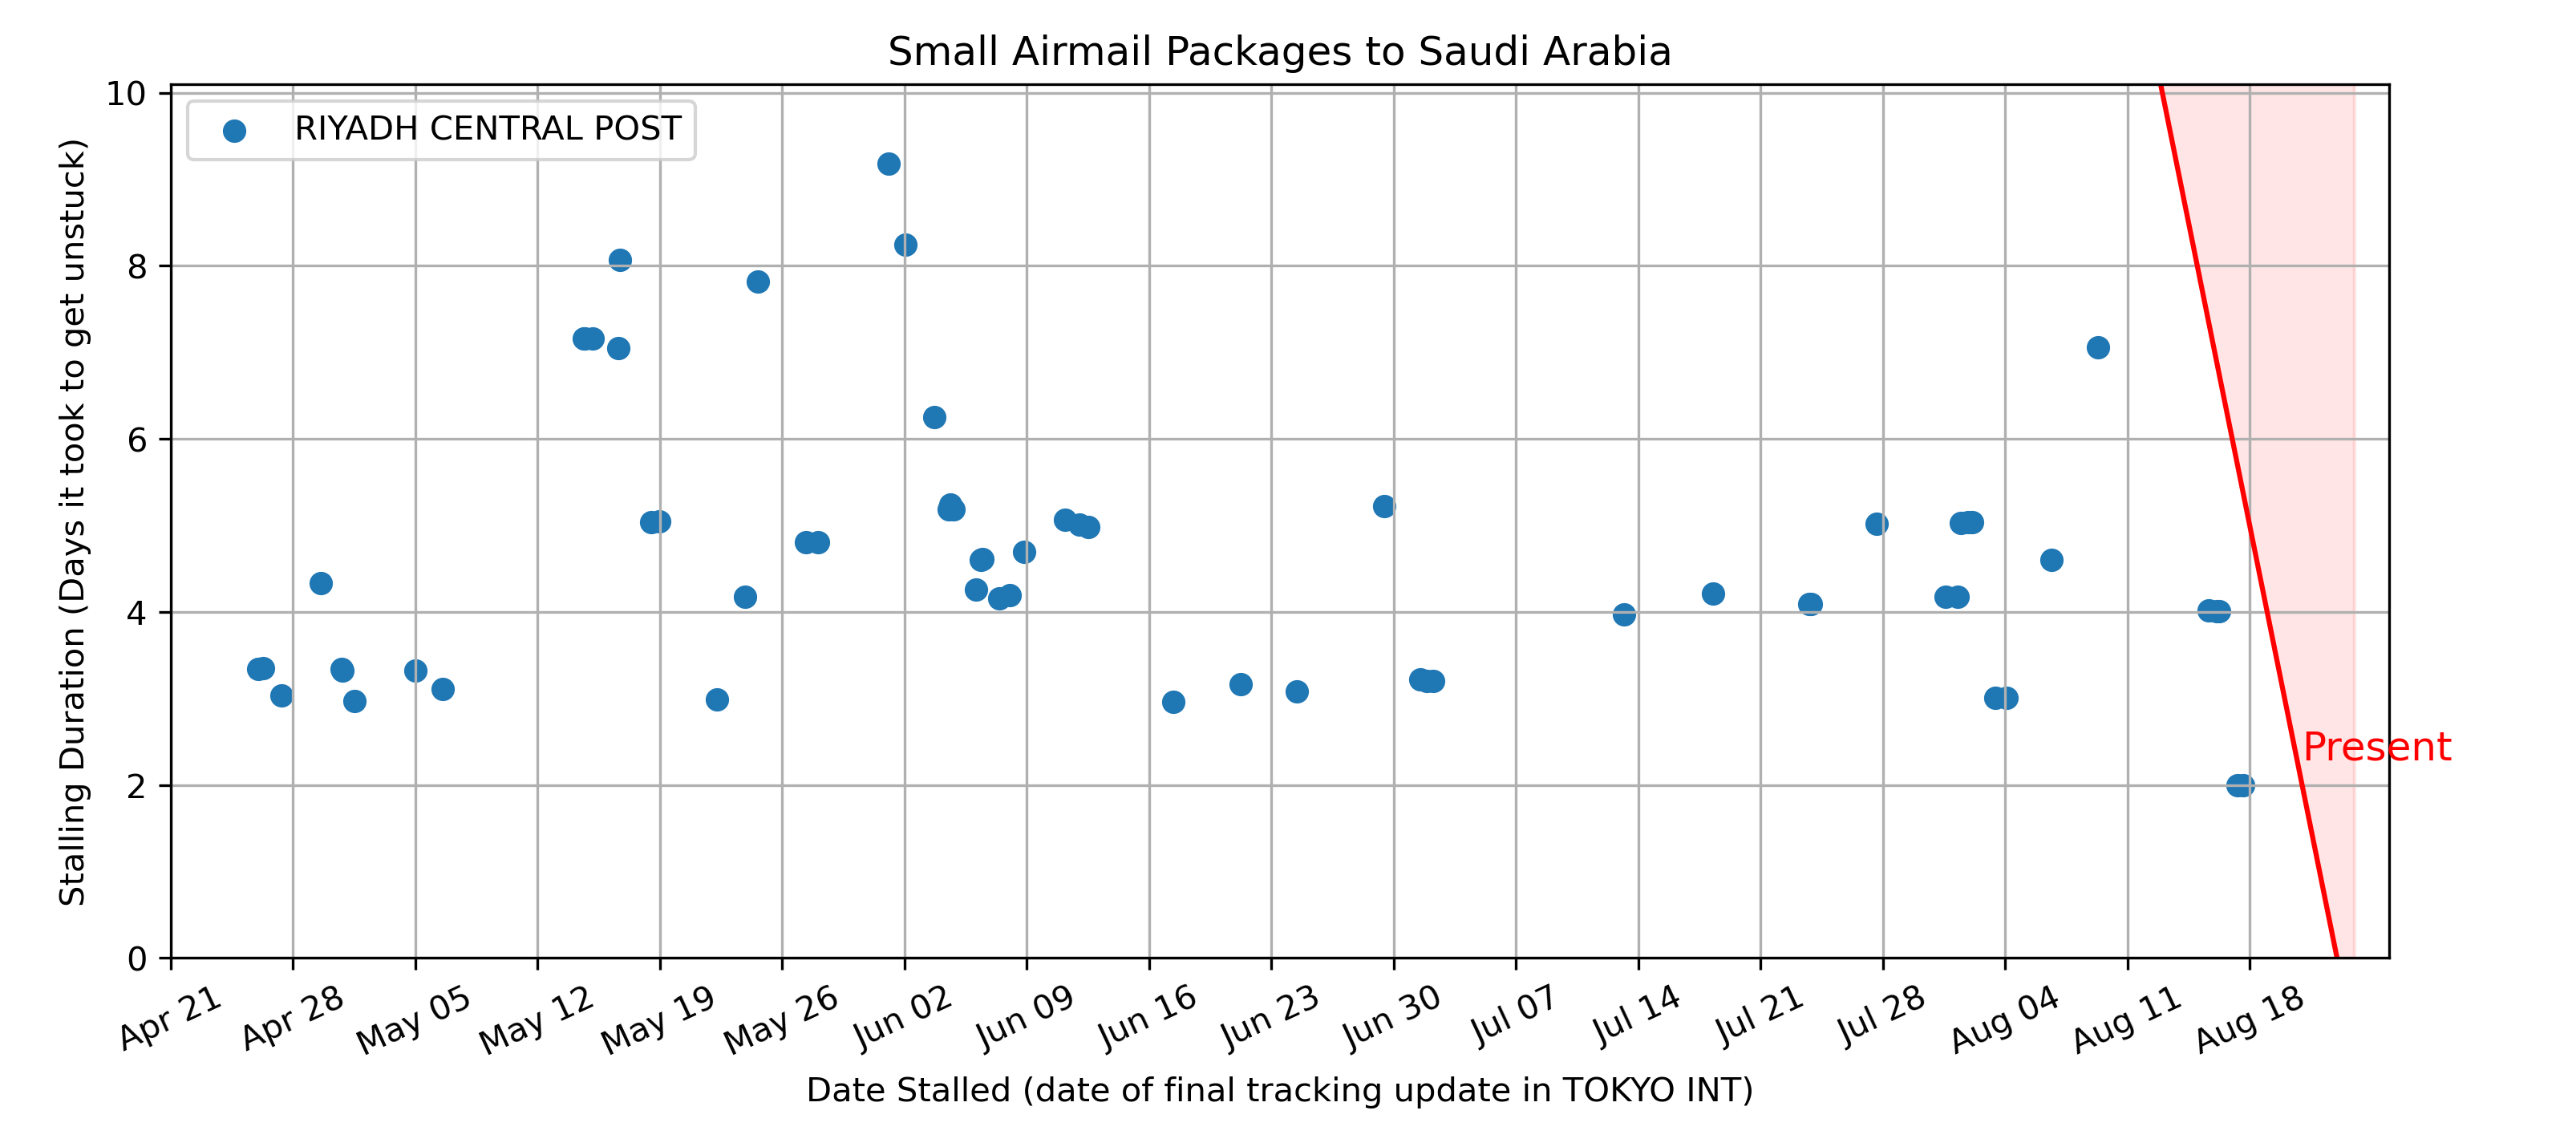 Small Airmail Packages to Saudi Arabia
RIYADH CENTRAL POST
Stalling Duration (Days it took to get unstuck)
10
8
6
4
2
0
Present
Apr 21
Apr 28
May 05
May 12
May 19
May 26
Jun 02
Jun 09
Jun 16
Jun 23
Jun 30
Jul 07
Jul 14
Jul 21
Jul 28
Aug 04
Aug 11
Aug 18
Date Stalled (date of final tracking update in TOKYO INT)